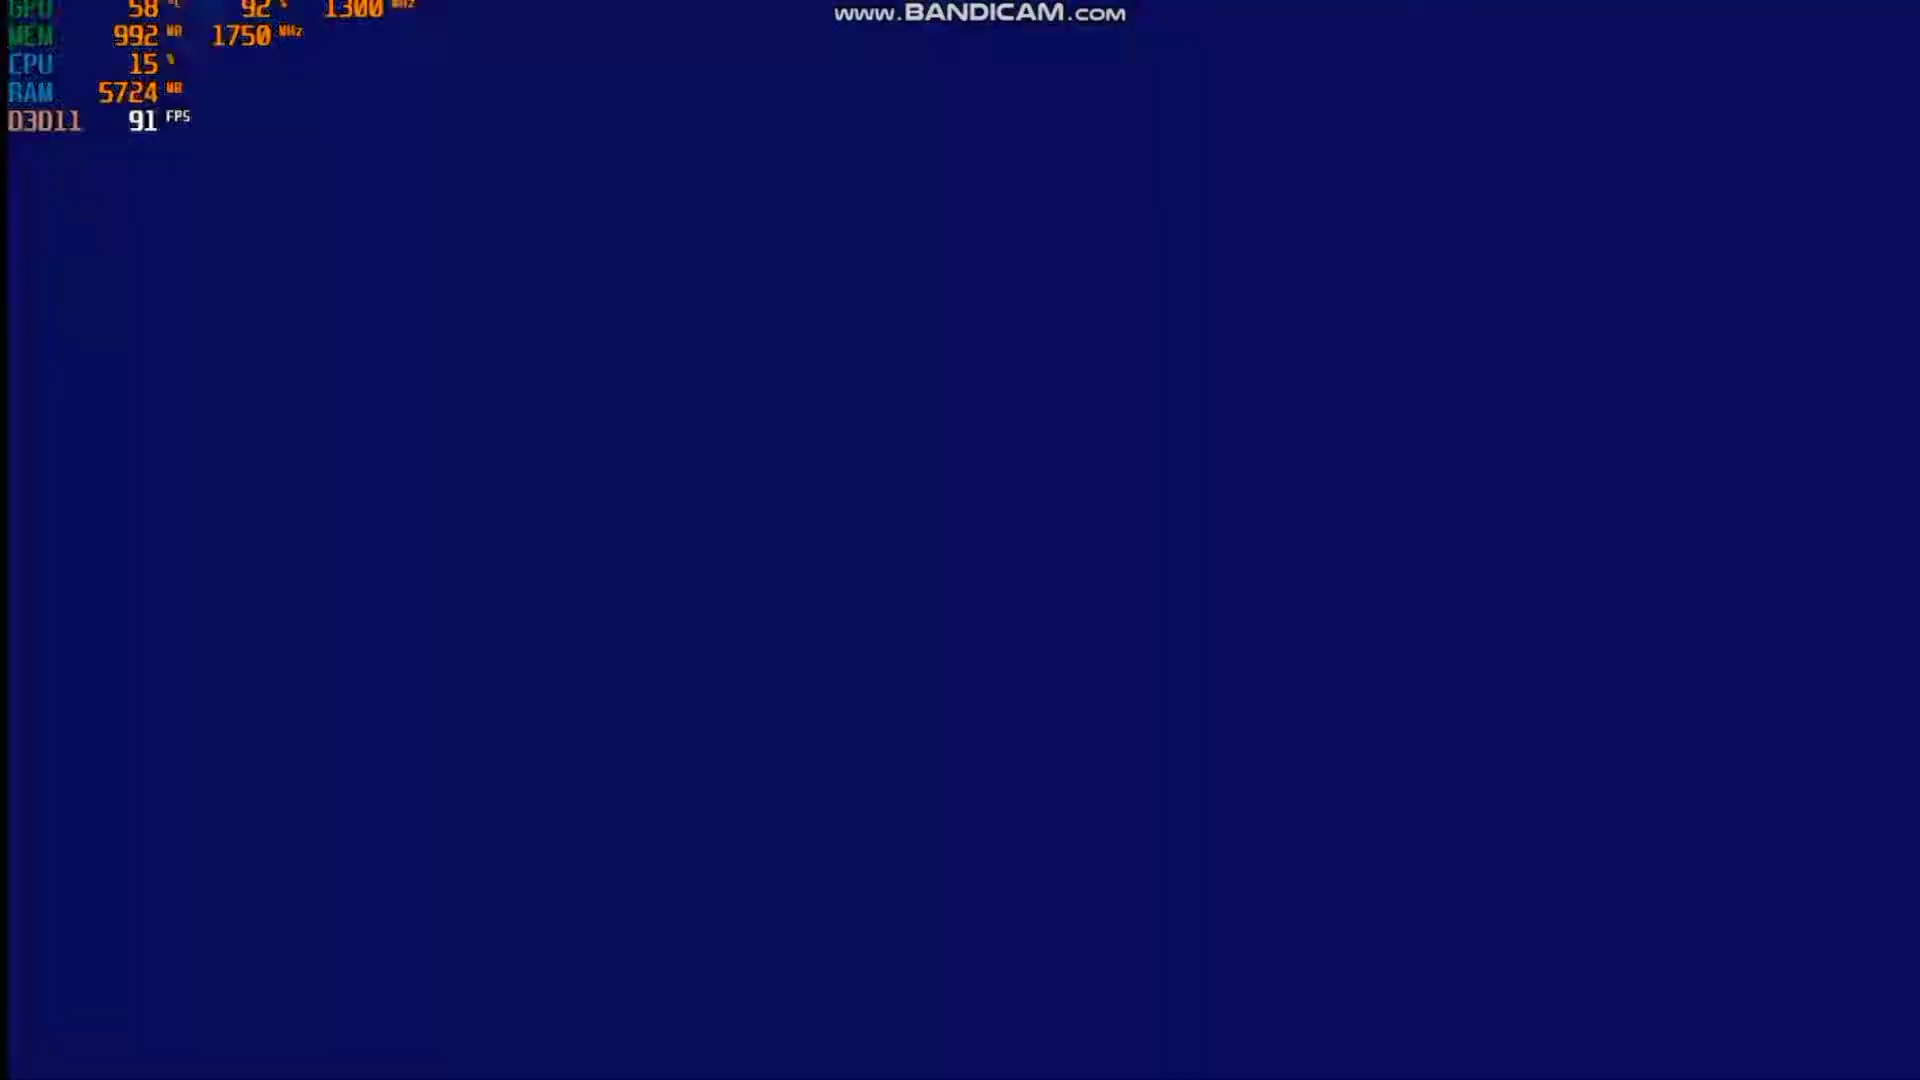 GPU 58 °C 92 % 1300 MHz
www.BANDICAM.COM
MEM 992 MB 1750 MHz
CPU 15 %
RAM 5724 MB
D3D11 91 FPS